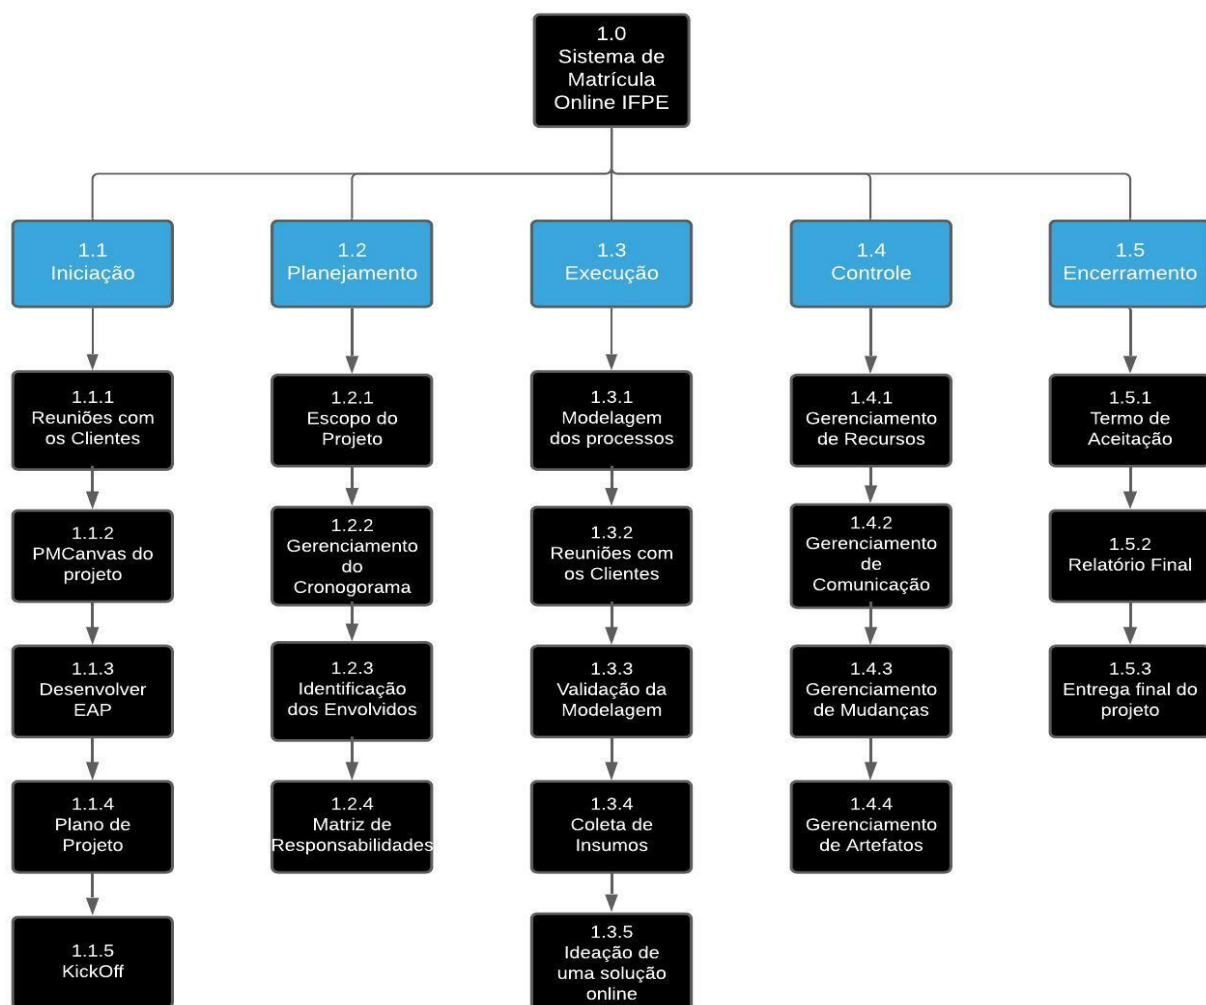 1.0
Sistema de
Matrícula
Online IFPE
1.1
Iniciação
1.2
Planejamento
1.3
Execução
1.4
Controle
1.5
Encerramento
1.1.1
Reuniões com
os Clientes
1.1.2
PMCanvas do
projeto
1.1.3
Desenvolver
EAP
1.1.4
Plano de
Projeto
1.1.5
KickOff
1.2.1
Escopo do
Projeto
1.2.2
Gerenciamento
do
Cronogorama
1.2.3
Identificação
dos Envolvidos
1.2.4
Matriz de
Responsabilidades
1.3.1
Modelagem
dos processos
1.3.2
Reuniões com
os Clientes
1.3.3
Validação da
Modelagem
1.3.4
Coleta de
Insumos
1.3.5
Ideação de
uma solução
online
1.4.1
Gerenciamento
de Recursos
1.4.2
Gerenciamento
de
Comunicação
1.4.3
Gerenciamento
de Mudanças
1.4.4
Gerenciamento
de Artefatos
1.5.1
Termo de
Aceitação
1.5.2
Relatório Final
1.5.3
Entrega final do
projeto